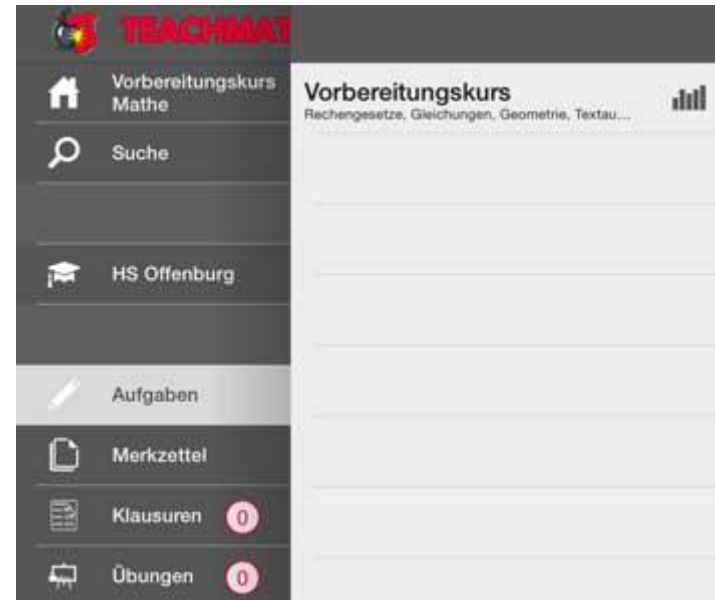 TEACHMAT
Vorbereitungskurs
Mathe
Suche
HS Offenburg
Aufgaben
Merkzettel
Klausuren 0
Übungen 0
Vorbereitungskurs
Rechengesetze, Gleichungen, Geometrie, Textau...